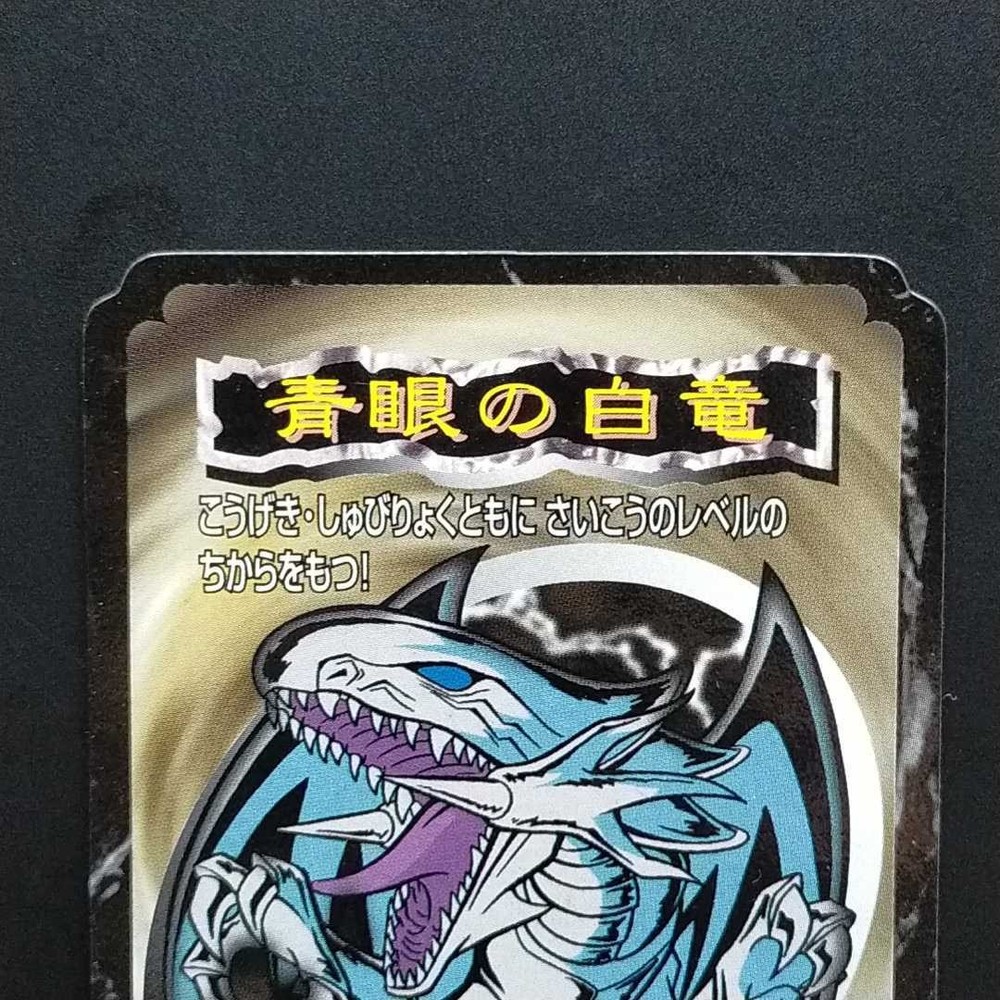 青眼の白竜
こうげき・しゅびりょくともに さいこうのレベルの
ちからをもつ!